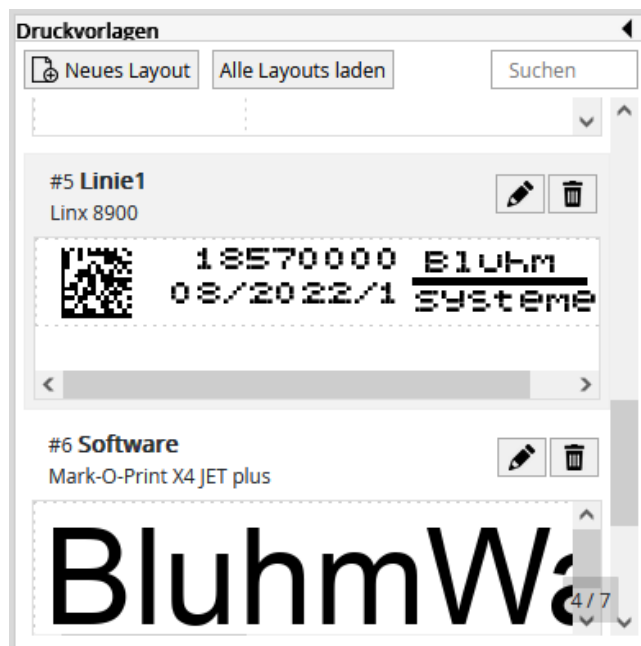 Druckvorlagen
Neues Layout Alle Layouts laden Suchen
#5 Linie1
Linx 8900
18570000 Bluhm
08/2022/1 systeme
#6 Software
Mark-O-Print X4 JET plus
BluhmWa
4 / 7